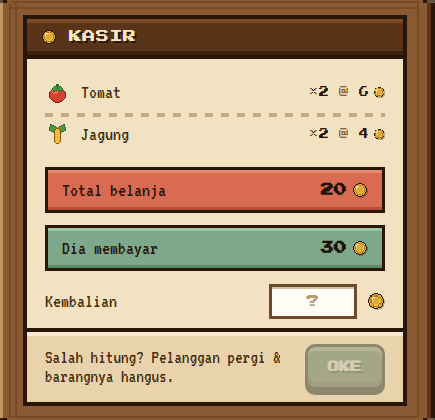 KASIR
Tomat ×2 @ 6
Jagung ×2 @ 4
Total belanja 20
Dia membayar 30
Kembalian ?
Salah hitung? Pelanggan pergi &
barangnya hangus.
OKE